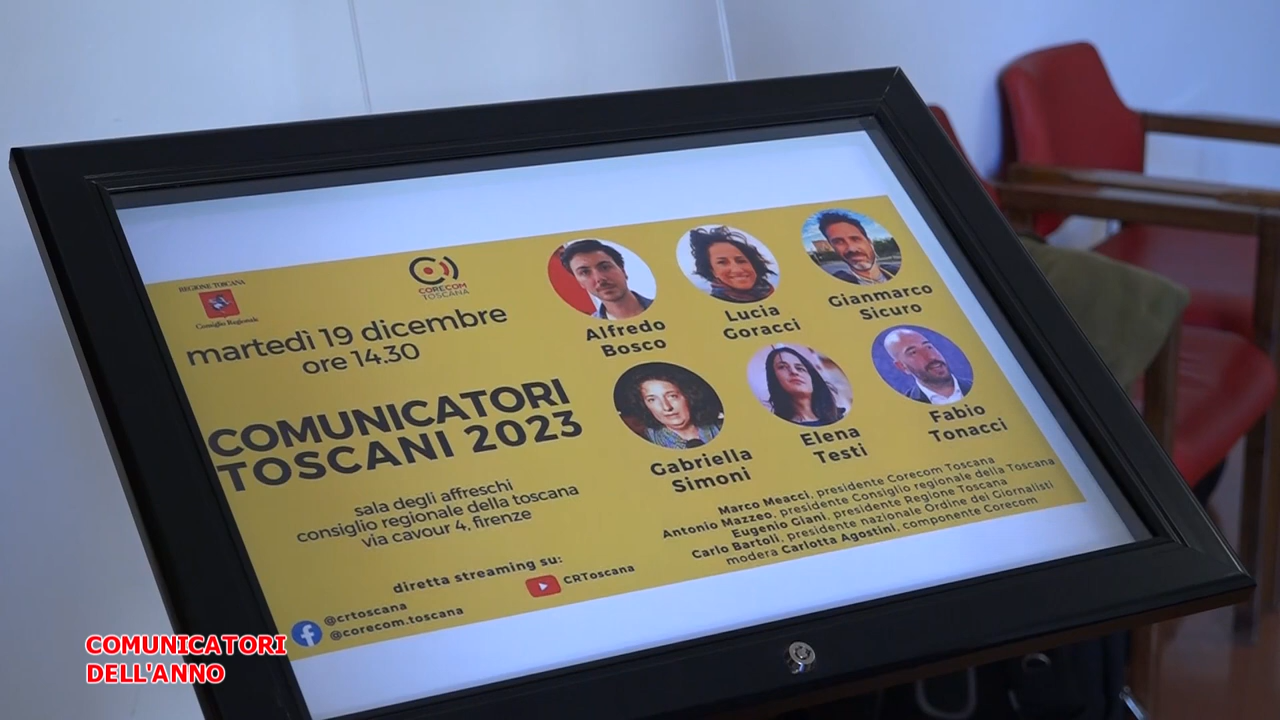 REGIONE TOSCANA
Consiglio Regionale
CORECOM
TOSCANA
martedì 19 dicembre
ore 14.30
COMUNICATORI
TOSCANI 2023
sala degli affreschi
consiglio regionale della toscana
via cavour 4, firenze
diretta streaming su:
CRToscana
@crtoscana
@corecom.toscana
Alfredo
Bosco
Lucia
Goracci
Gianmarco
Sicuro
Gabriella
Simoni
Elena
Testi
Fabio
Tonacci
Marco Meacci, presidente Corecom Toscana
Antonio Mazzeo, presidente Consiglio regionale della Toscana
Eugenio Giani, presidente Regione Toscana
Carlo Bartoli, presidente nazionale Ordine dei Giornalisti
modera Carlotta Agostini, componente Corecom
COMUNICATORI
DELL'ANNO